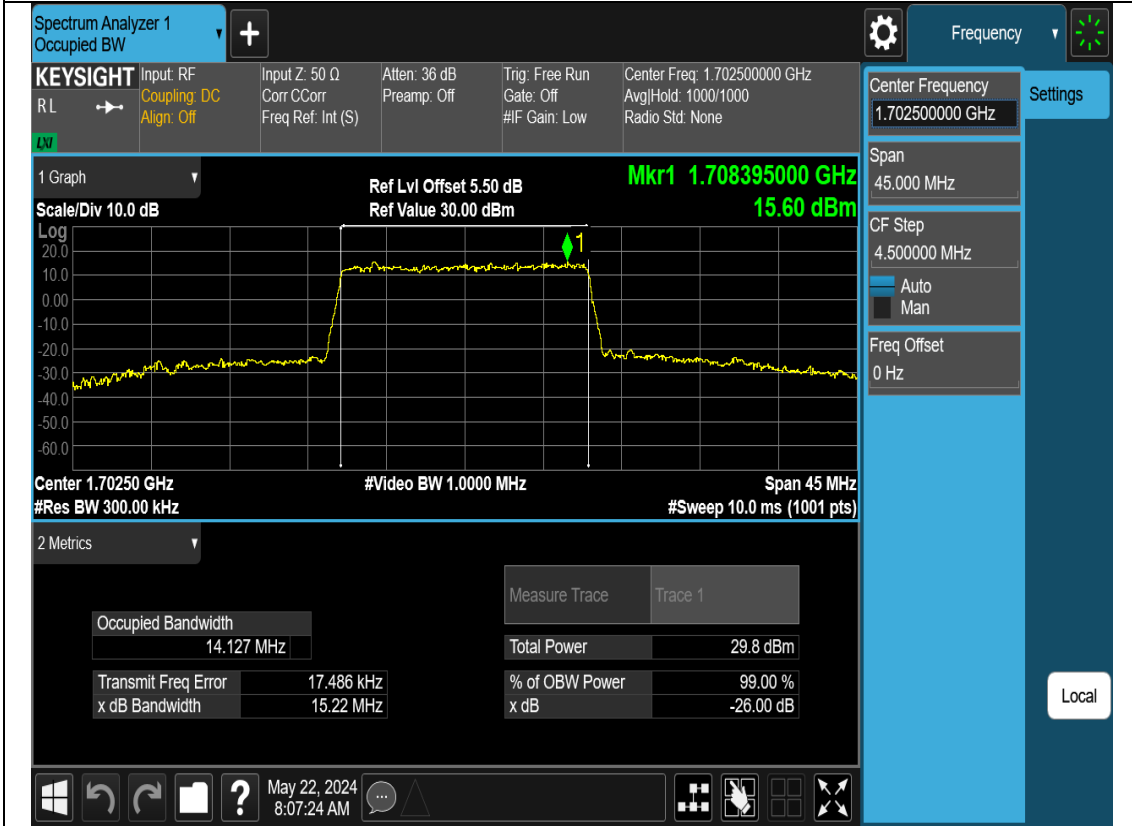 Spectrum Analyzer 1
Occupied BW
+
Frequency
KEYSIGHT
R L
LXI
Input: RF
Coupling: DC
Align: Off
Input Z: 50 Ω
Corr CCorr
Freq Ref: Int (S)
Atten: 36 dB
Preamp: Off
Trig: Free Run
Gate: Off
#IF Gain: Low
Center Freq: 1.702500000 GHz
Avg|Hold: 1000/1000
Radio Std: None
Center Frequency
1.702500000 GHz
Settings
Span
45.000 MHz
CF Step
4.500000 MHz
Auto
Man
Freq Offset
0 Hz
Local
1 Graph
Scale/Div 10.0 dB
Ref Lvl Offset 5.50 dB
Ref Value 30.00 dBm
Mkr1 1.708395000 GHz
15.60 dBm
Log
1
20.0
10.0
0.00
-10.0
-20.0
-30.0
-40.0
-50.0
-60.0
Center 1.70250 GHz
#Video BW 1.0000 MHz
Span 45 MHz
#Res BW 300.00 kHz
#Sweep 10.0 ms (1001 pts)
2 Metrics
Measure Trace Trace 1
Occupied Bandwidth
14.127 MHz
Total Power 29.8 dBm
Transmit Freq Error 17.486 kHz
% of OBW Power 99.00 %
x dB Bandwidth 15.22 MHz
x dB -26.00 dB
?
May 22, 2024
8:07:24 AM